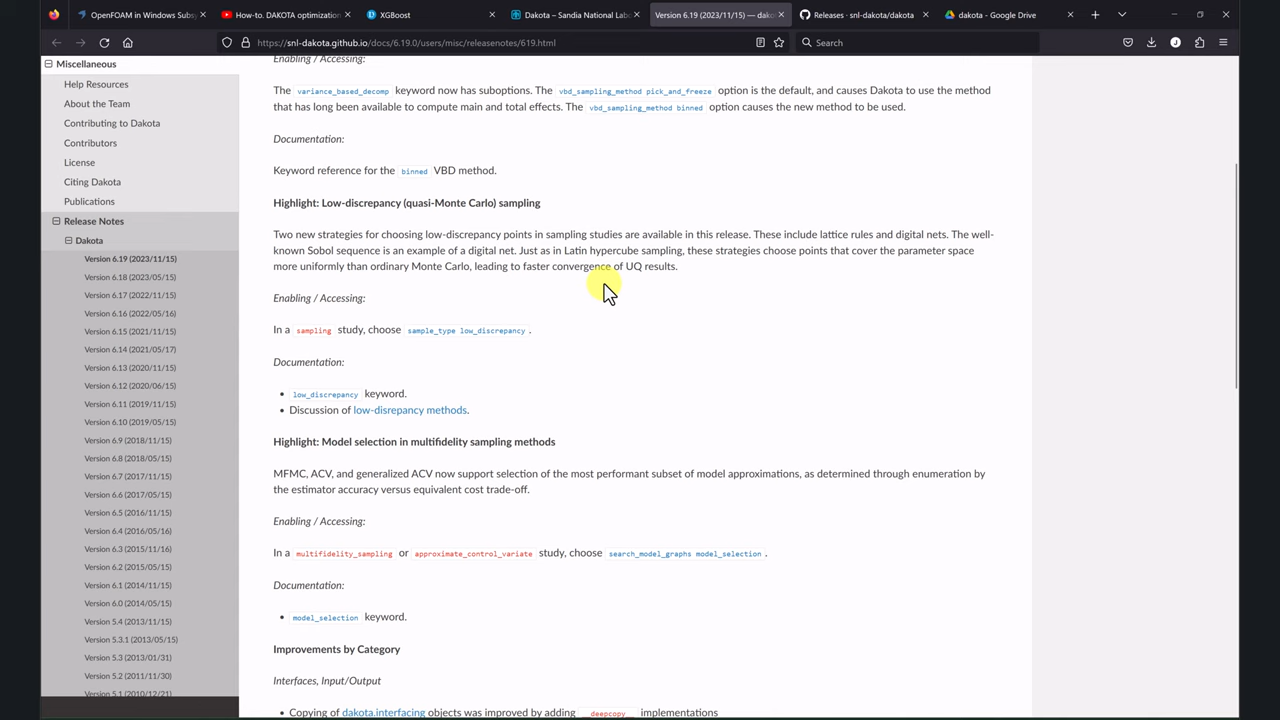 OpenFOAM in Windows Subsy
How-to. DAKOTA optimization
XGBoost
Dakota – Sandia National Labo
Version 6.19 (2023/11/15) — dako
Releases · snl-dakota/dakota
dakota - Google Drive
https://snl-dakota.github.io/docs/6.19.0/users/misc/releasenotes/619.html
Search
Miscellaneous
Help Resources
About the Team
Contributing to Dakota
Contributors
License
Citing Dakota
Publications
Release Notes
Dakota
Version 6.19 (2023/11/15)
Version 6.18 (2023/05/15)
Version 6.17 (2022/11/15)
Version 6.16 (2022/05/16)
Version 6.15 (2021/11/15)
Version 6.14 (2021/05/17)
Version 6.13 (2020/11/15)
Version 6.12 (2020/06/15)
Version 6.11 (2019/11/15)
Version 6.10 (2019/05/15)
Version 6.9 (2018/11/15)
Version 6.8 (2018/05/15)
Version 6.7 (2017/11/15)
Version 6.6 (2017/05/15)
Version 6.5 (2016/11/15)
Version 6.4 (2016/05/16)
Version 6.3 (2015/11/16)
Version 6.2 (2015/05/15)
Version 6.1 (2014/11/15)
Version 6.0 (2014/05/15)
Version 5.4 (2013/11/15)
Version 5.3.1 (2013/05/15)
Version 5.3 (2013/01/31)
Version 5.2 (2011/11/15)
Version 5.1 (2010/12/21)
Enabling / Accessing:
The variance_based_decomp keyword now has suboptions. The vbd_sampling_method pick_and_freeze option is the default, and causes Dakota to use the method
that has long been available to compute main and total effects. The vbd_sampling_method binned option causes the new method to be used.
Documentation:
Keyword reference for the binned VBD method.
Highlight: Low-discrepancy (quasi-Monte Carlo) sampling
Two new strategies for choosing low-discrepancy points in sampling studies are available in this release. These include lattice rules and digital nets. The well-
known Sobol sequence is an example of a digital net. Just as in Latin hypercube sampling, these strategies choose points that cover the parameter space
more uniformly than ordinary Monte Carlo, leading to faster convergence of UQ results.
Enabling / Accessing:
In a sampling study, choose sample_type low_discrepancy .
Documentation:
• low_discrepancy keyword.
• Discussion of low-disrepancy methods.
Highlight: Model selection in multifidelity sampling methods
MFMC, ACV, and generalized ACV now support selection of the most performant subset of model approximations, as determined through enumeration by
the estimator accuracy versus equivalent cost trade-off.
Enabling / Accessing:
In a multifidelity_sampling or approximate_control_variate study, choose search_model_graphs model_selection .
Documentation:
• model_selection keyword.
Improvements by Category
Interfaces, Input/Output
• Copying of dakota.interfacing objects was improved by adding __deepcopy__ implementations